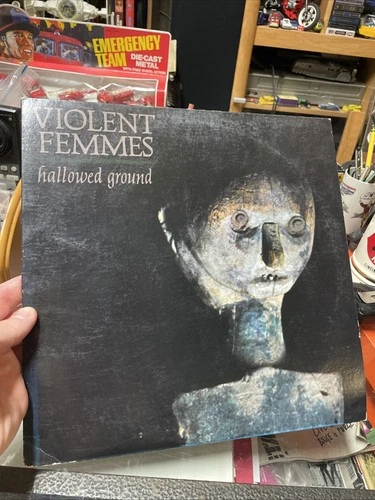 EMERGENCY
TEAM
DIE-CAST
METAL
VIOLENT
FEMMES
hallowed ground